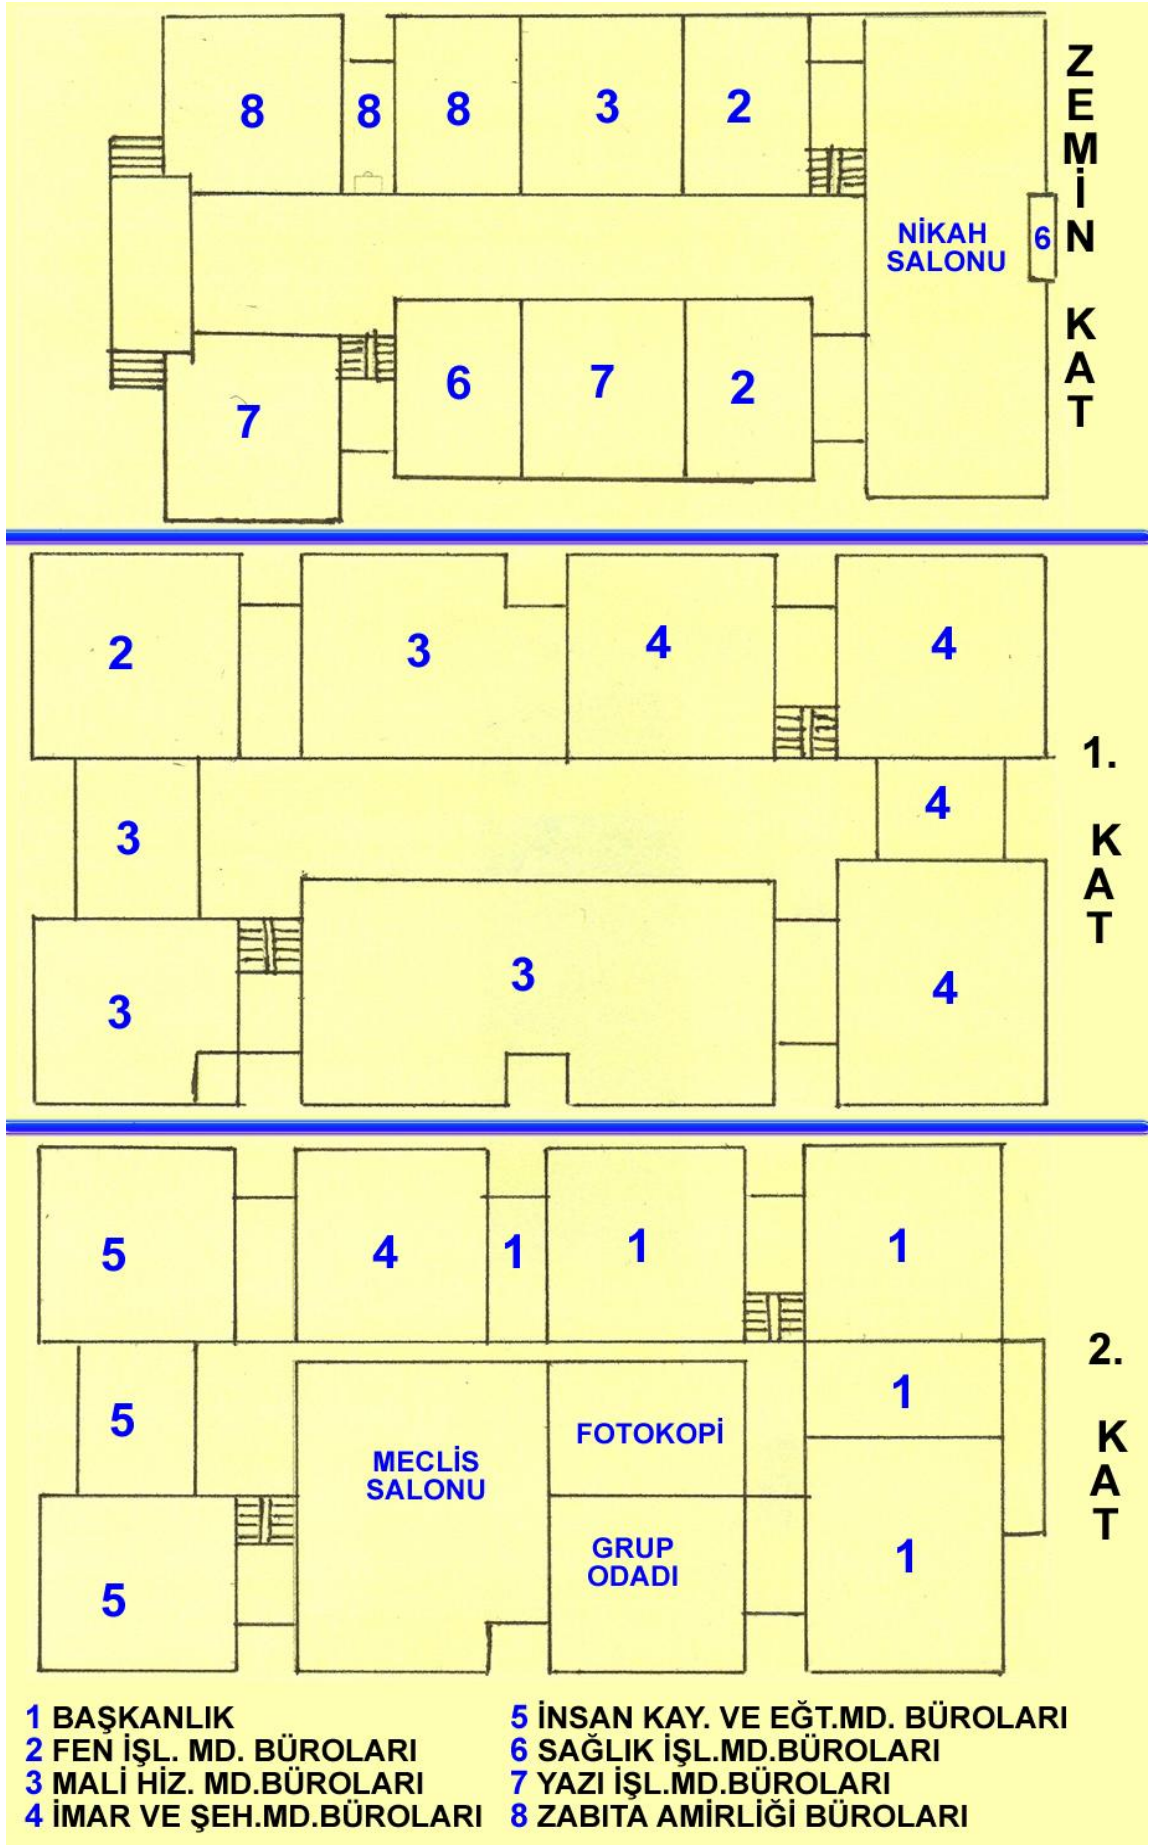 8 8 8 3 2
NİKAH
SALONU
6
7 6 7 2
ZEMİN KAT
2 3 4 4
3 4
3 3 4
1. KAT
5 4 1 1 1
5
MECLİS
SALONU
FOTOKOPİ
1
GRUP
ODADI
5 1
2. KAT
1 BAŞKANLIK
2 FEN İŞL. MD. BÜROLARI
3 MALİ HİZ. MD.BÜROLARI
4 İMAR VE ŞEH.MD.BÜROLARI
5 İNSAN KAY. VE EĞT.MD. BÜROLARI
6 SAĞLIK İŞL.MD.BÜROLARI
7 YAZI İŞL.MD.BÜROLARI
8 ZABITA AMİRLİĞİ BÜROLARI